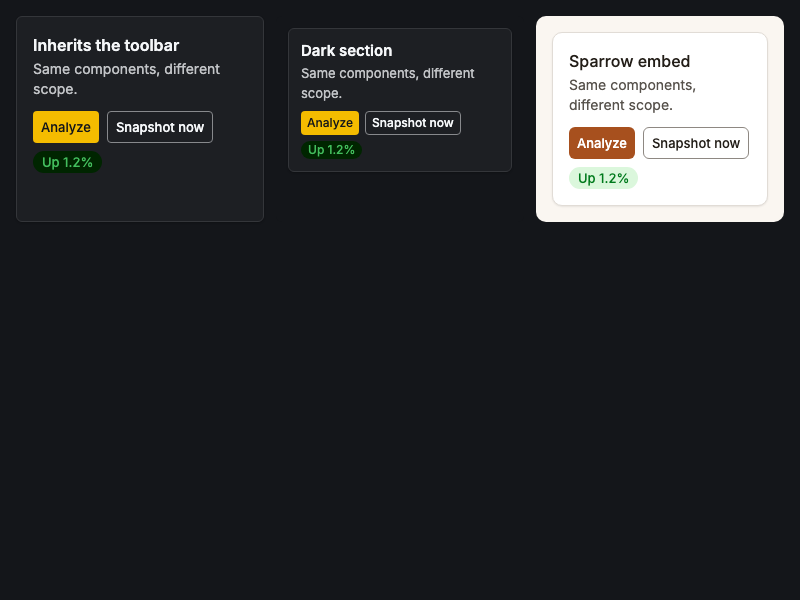 Inherits the toolbar
Same components, different
scope.
Analyze
Snapshot now
Up 1.2%
Dark section
Same components, different
scope.
Analyze
Snapshot now
Up 1.2%
Sparrow embed
Same components,
different scope.
Analyze
Snapshot now
Up 1.2%